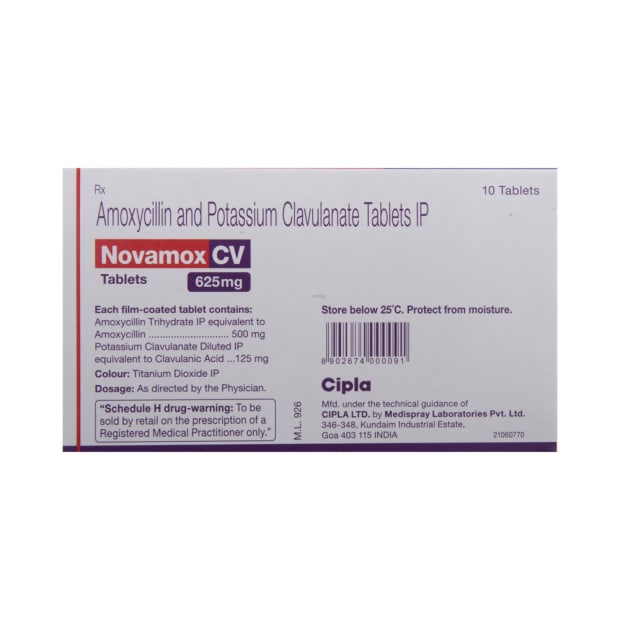 Rx
10 Tablets
Amoxycillin and Potassium Clavulanate Tablets IP
Novamox CV
Tablets 625mg
Each film-coated tablet contains:
Amoxycillin Trihydrate IP equivalent to
Amoxycillin ............................ 500 mg
Potassium Clavulanate Diluted IP
equivalent to Clavulanic Acid ...125 mg
Colour: Titanium Dioxide IP
Dosage: As directed by the Physician.
"Schedule H drug-warning: To be
sold by retail on the prescription of a
Registered Medical Practitioner only."
M.L. 926
Store below 25°C. Protect from moisture.
8 902674 000091
Cipla
Mfd. under the technical guidance of
CIPLA LTD. by Medispray Laboratories Pvt. Ltd.
346-348, Kundaim Industrial Estate,
Goa 403 115 INDIA
21060770